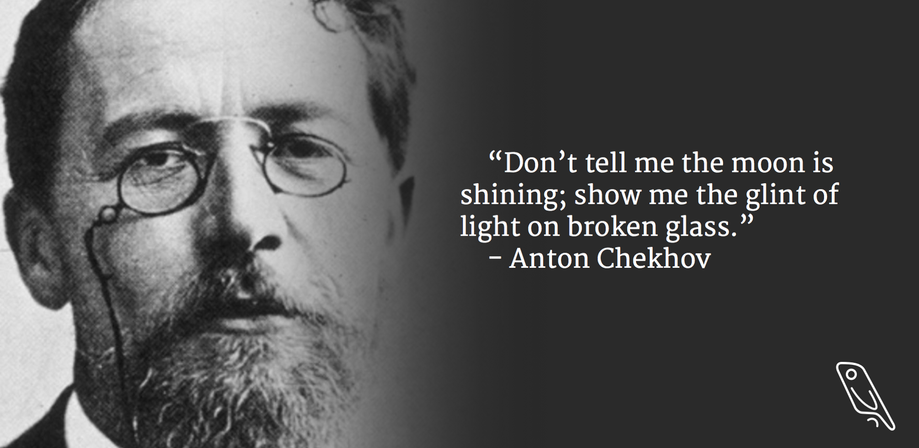 “Don’t tell me the moon is
shining; show me the glint of
light on broken glass.”
– Anton Chekhov